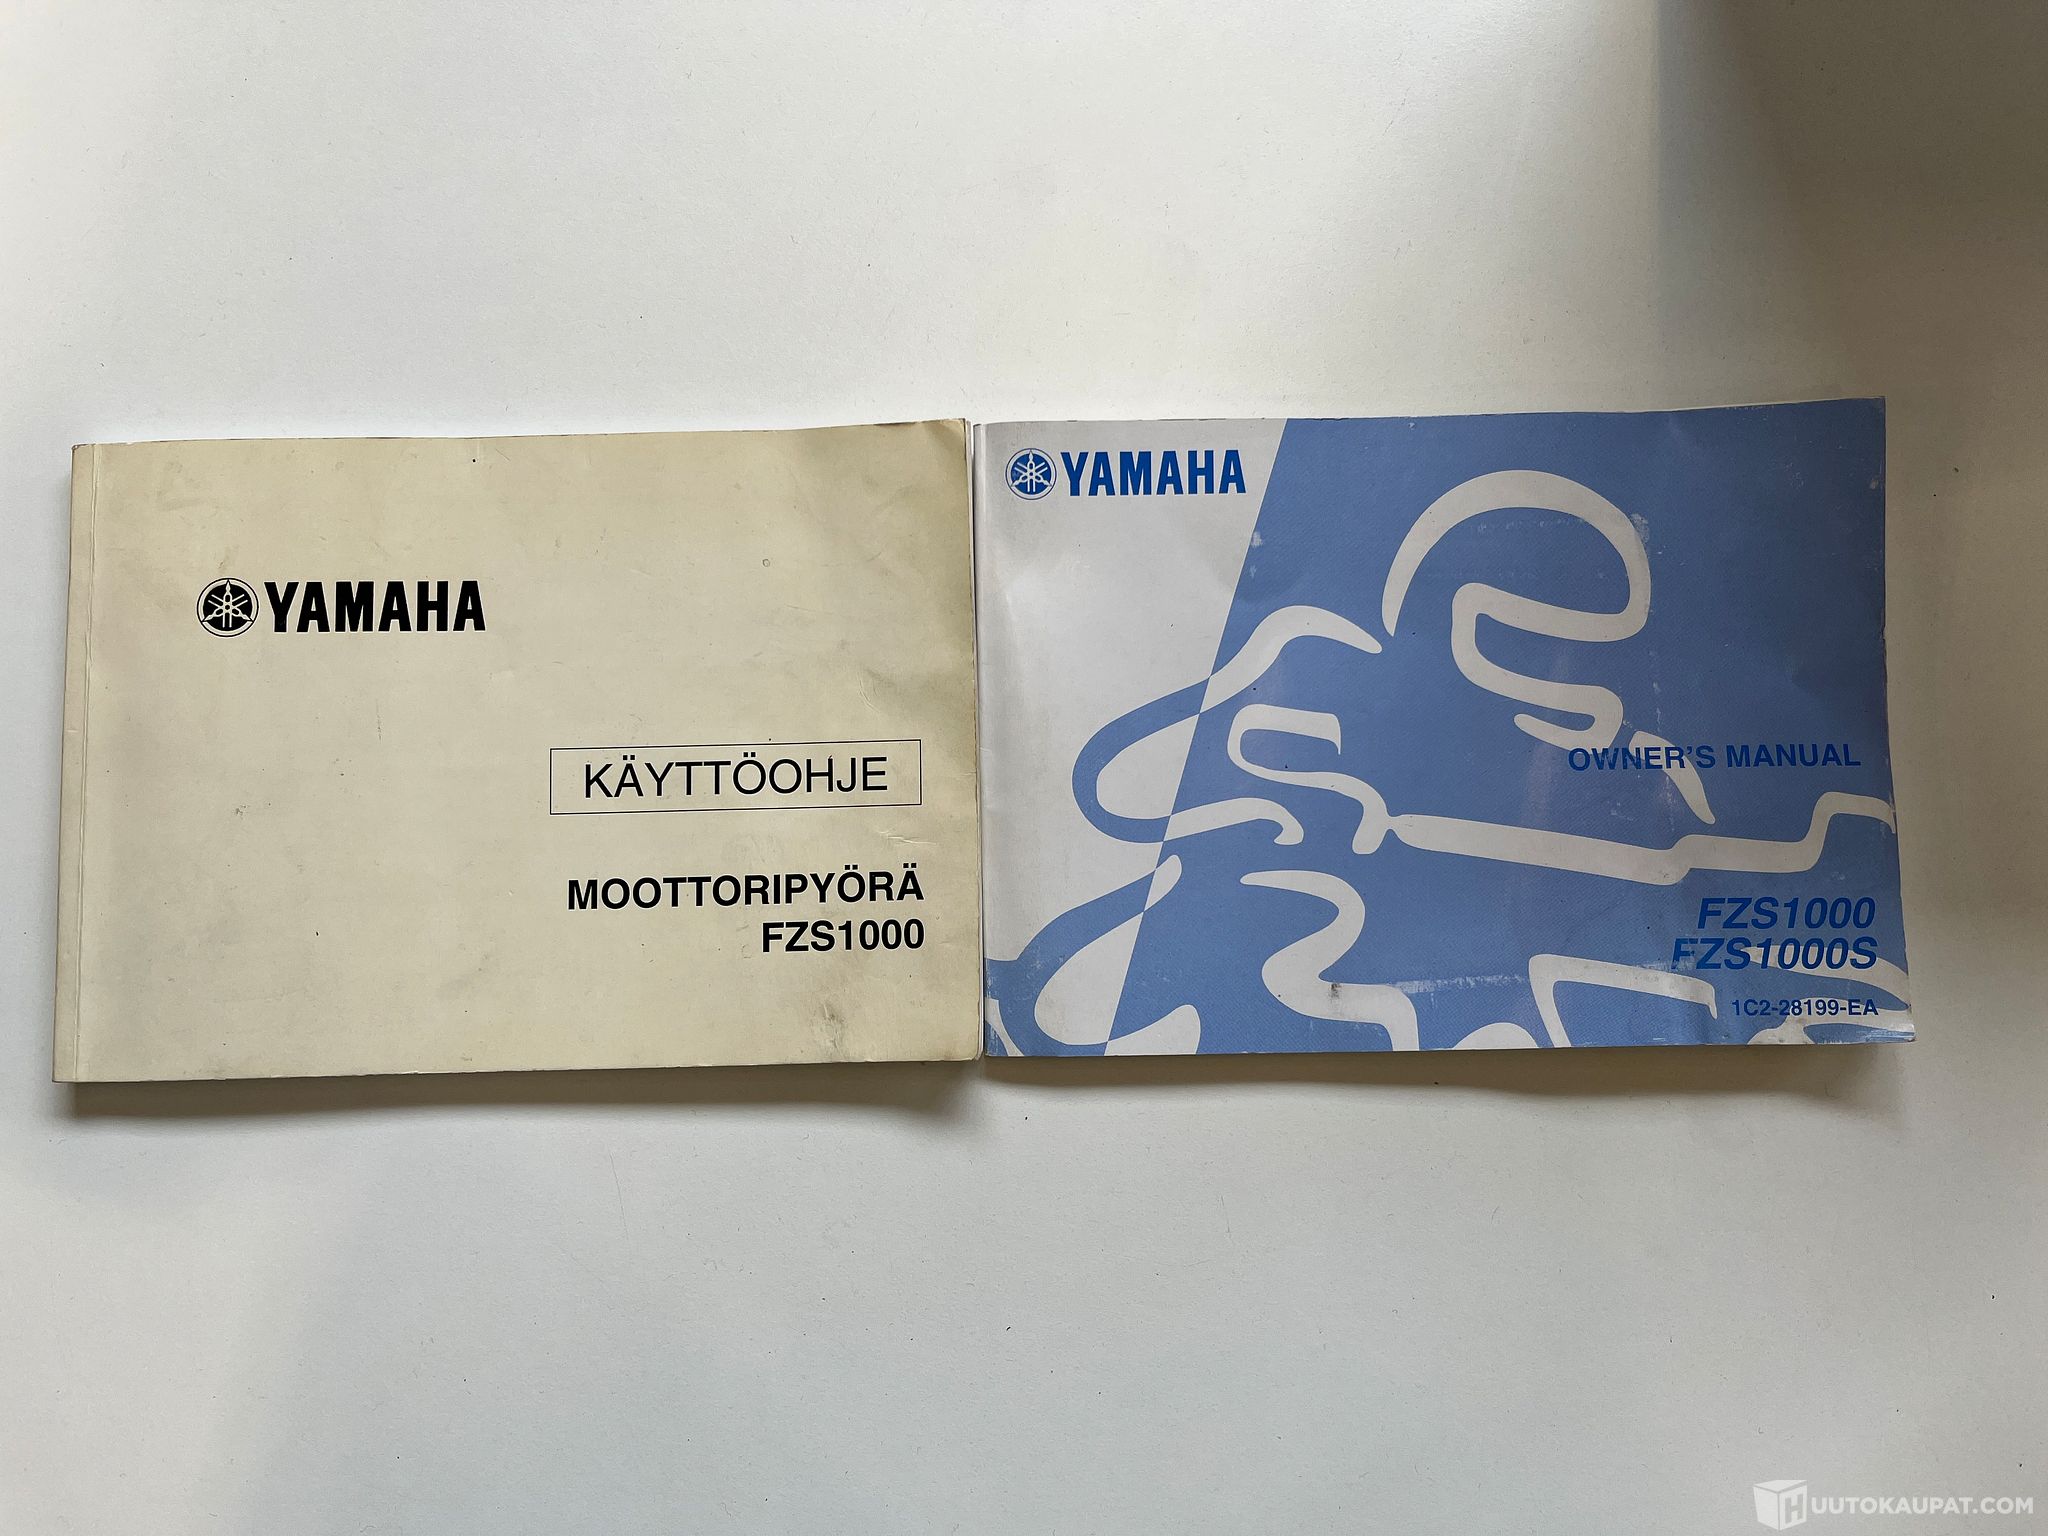 YAMAHA
KÄYTTÖOHJE
MOOTTORIPYÖRÄ
FZS1000
YAMAHA
OWNER'S MANUAL
FZS1000
FZS1000S
1C2-28199-EA
HUUTOKAUPAT.COM